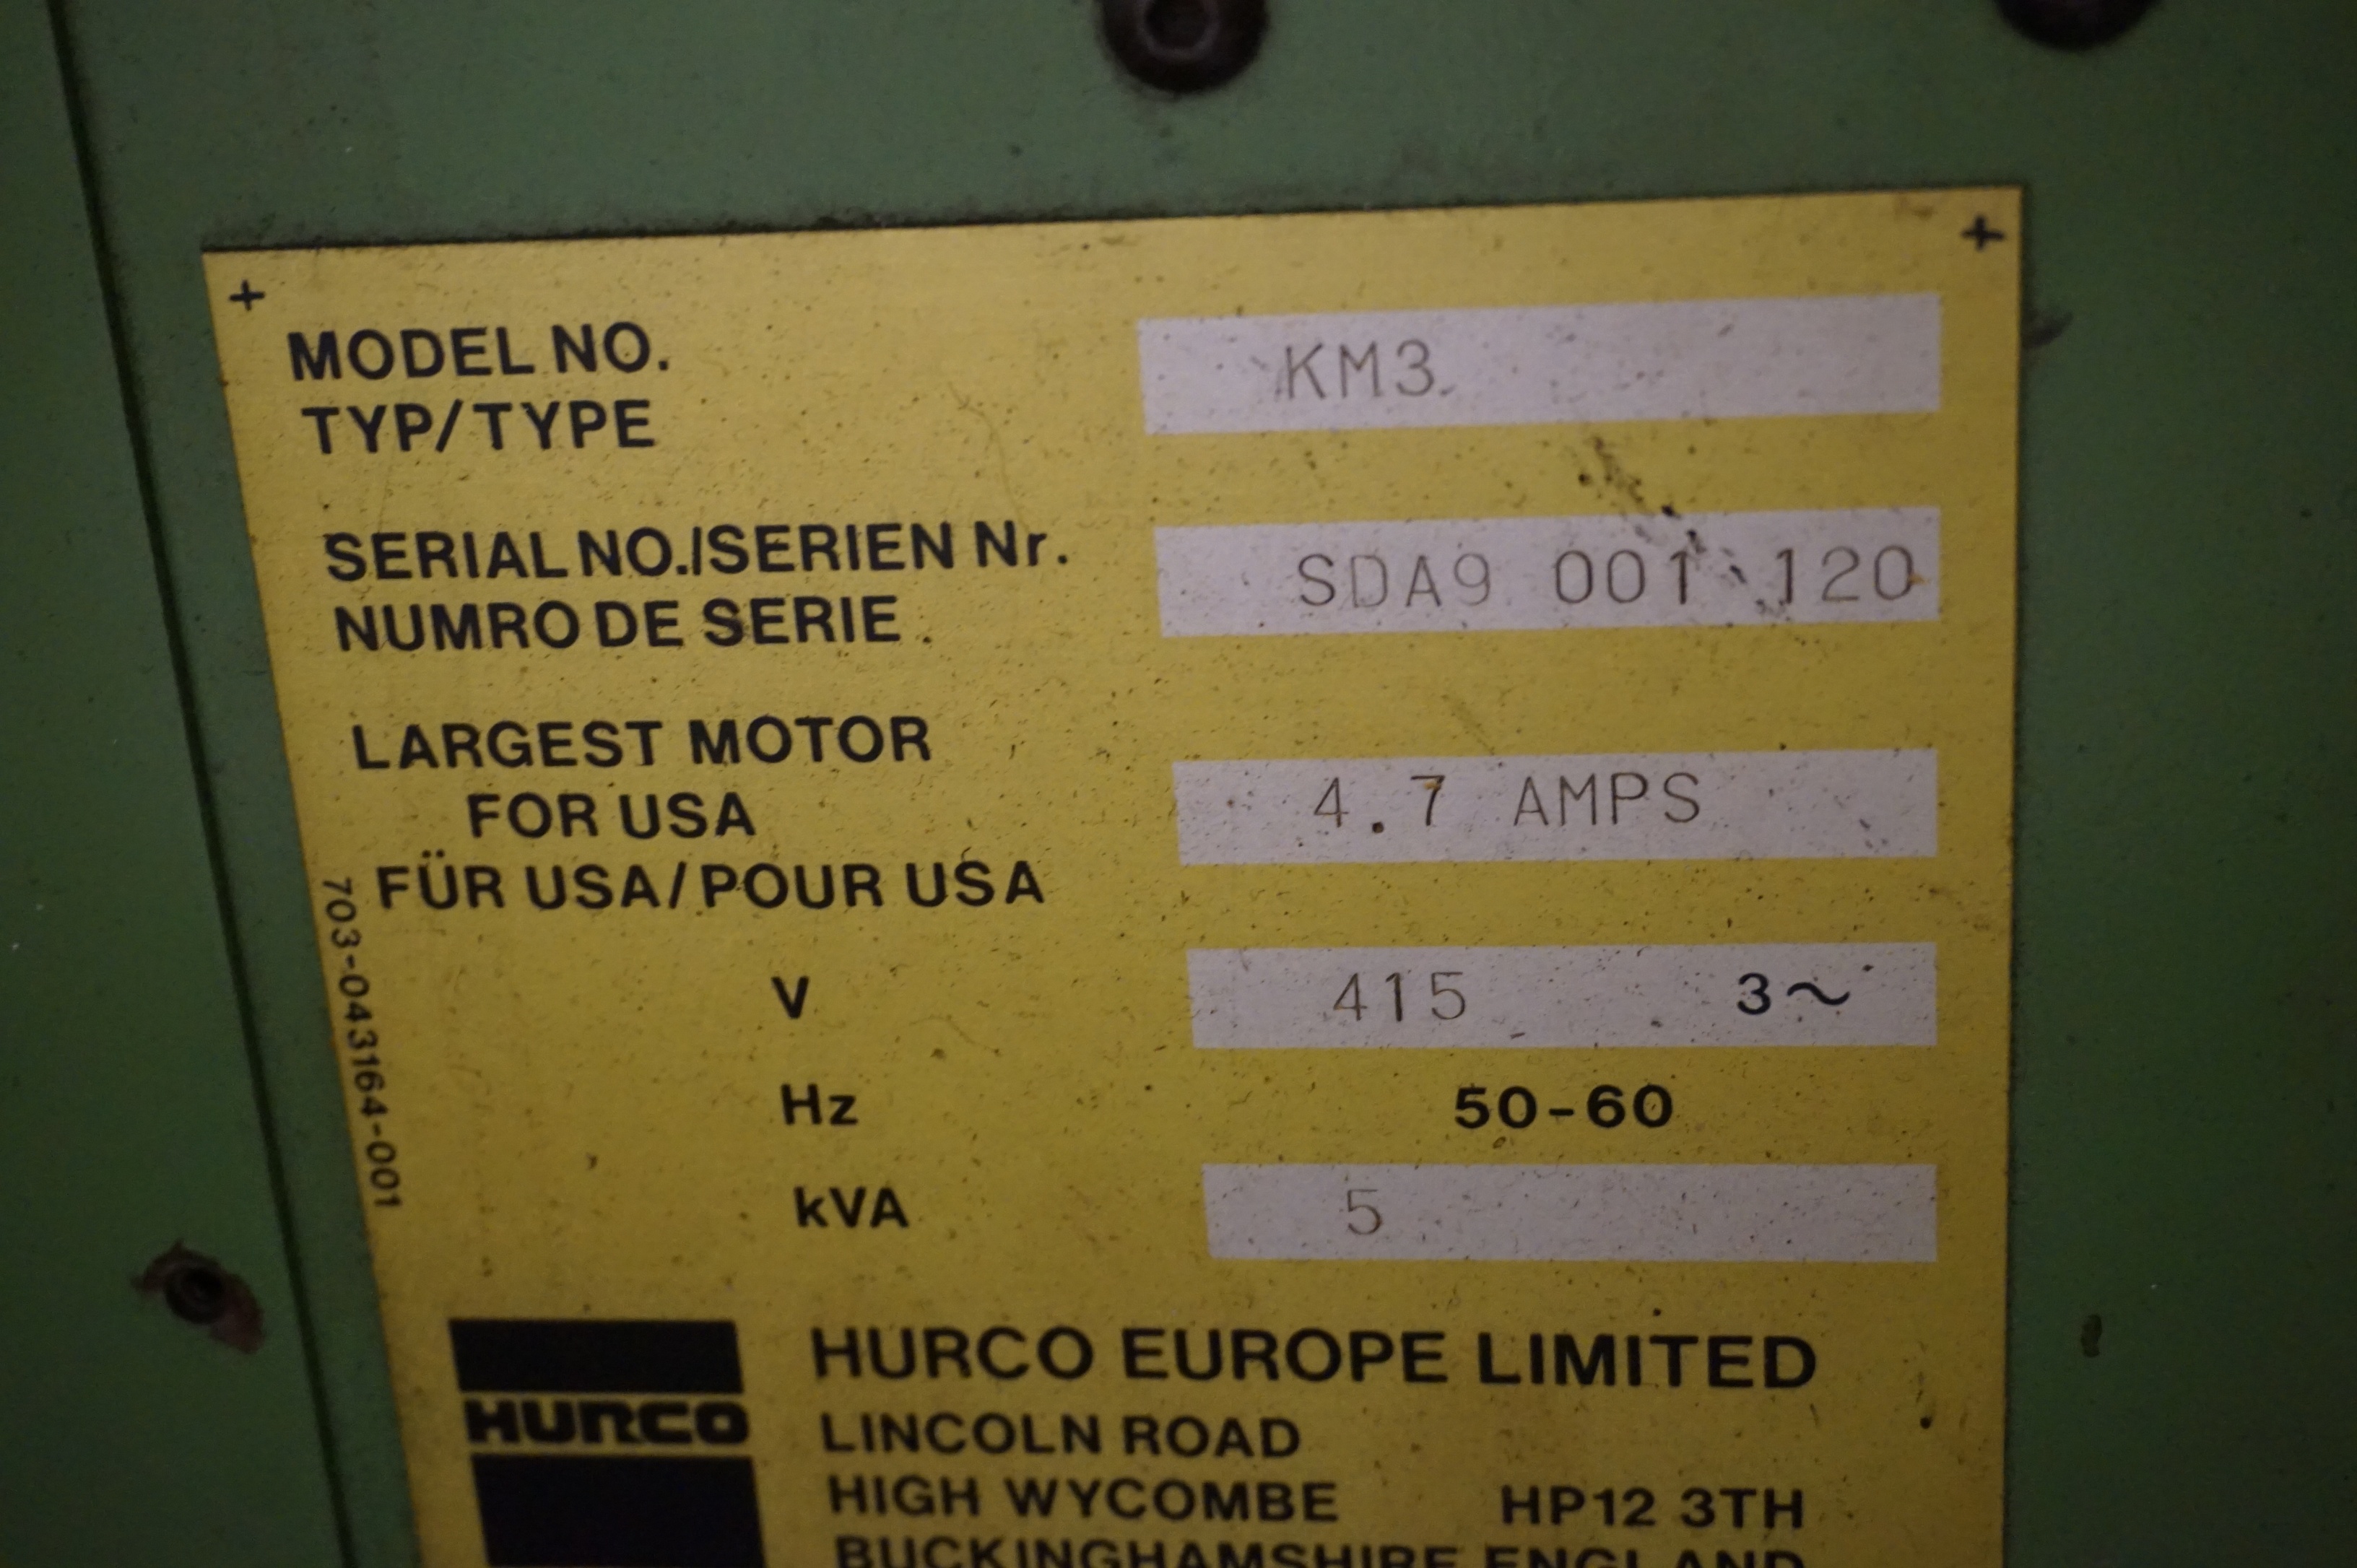 + +
MODEL NO. KM3
TYP/TYPE
SERIAL NO./SERIEN Nr. SDA9 001 120
NUMRO DE SERIE
LARGEST MOTOR
FOR USA 4.7 AMPS
FÜR USA/POUR USA
V 415 3~
Hz 50-60
kVA 5
703-043164-001
HURCO
HURCO EUROPE LIMITED
LINCOLN ROAD
HIGH WYCOMBE HP12 3TH
BUCKINGHAMSHIRE ENGLAND